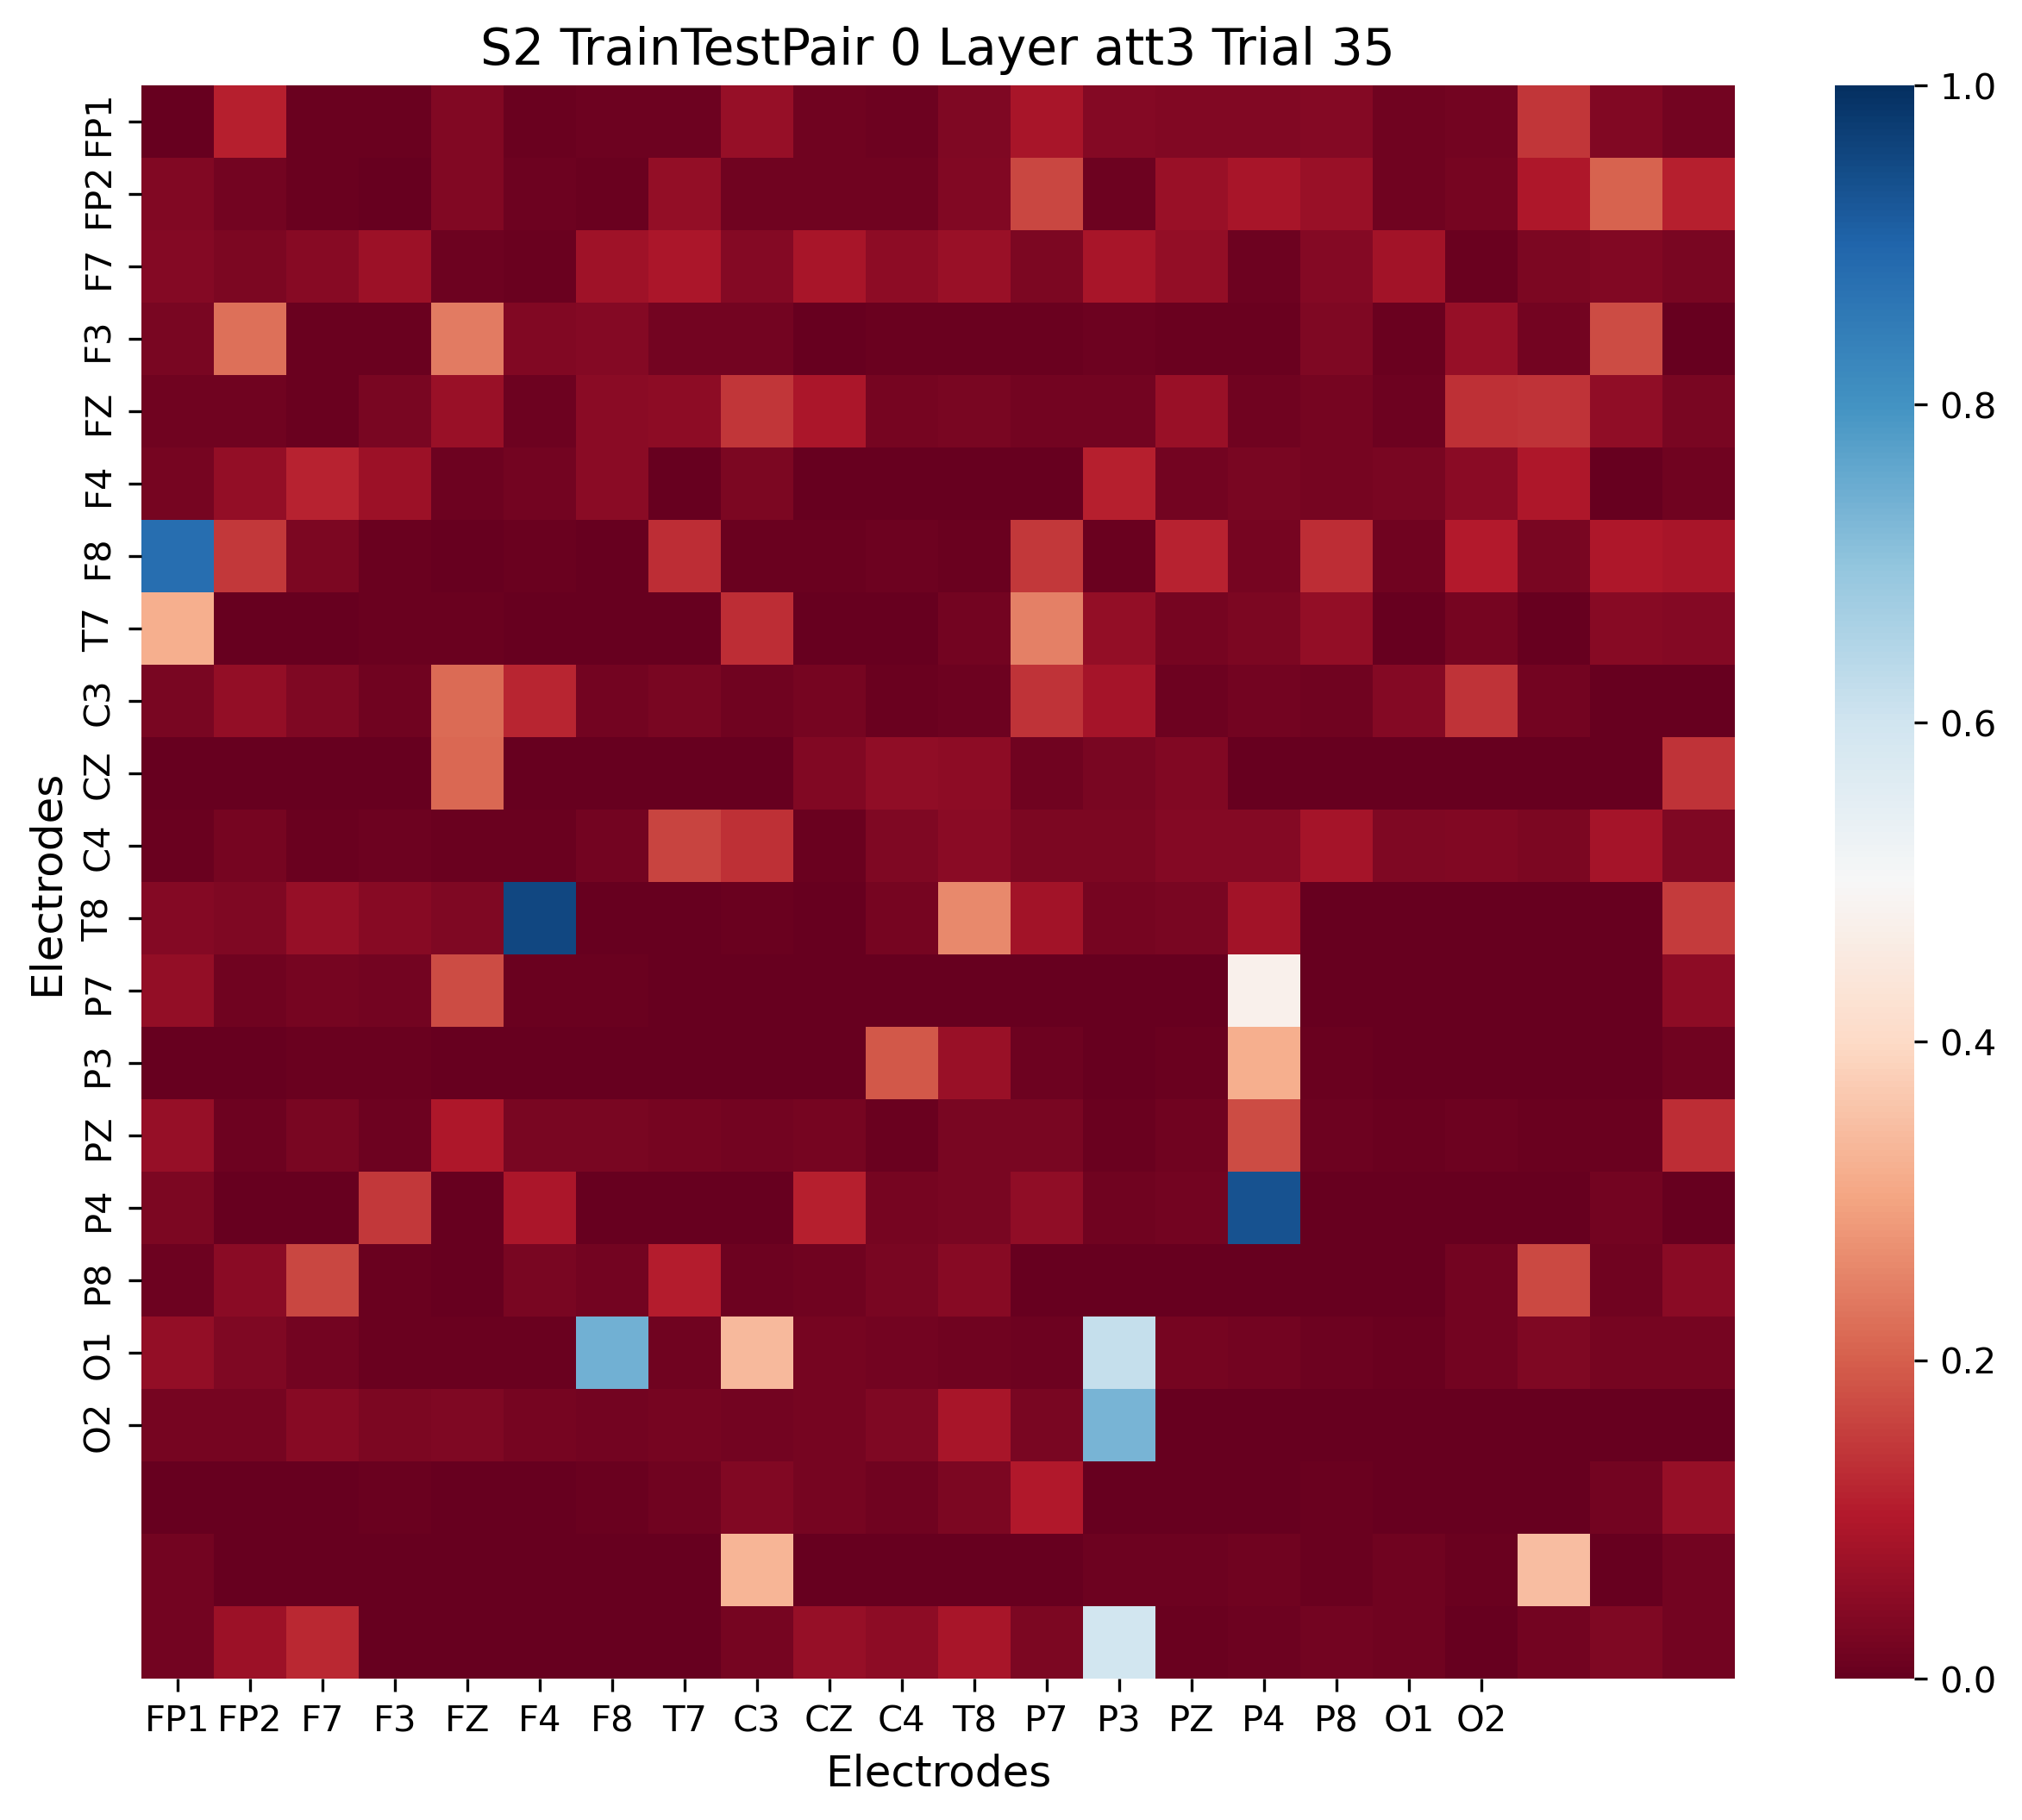 S2 TrainTestPair 0 Layer att3 Trial 35
Electrodes
FP1
FP2
F7
F3
FZ
F4
F8
T7
C3
CZ
C4
T8
P7
P3
PZ
P4
P8
O1
O2
FP1 FP2 F7 F3 FZ F4 F8 T7 C3 CZ C4 T8 P7 P3 PZ P4 P8 O1 O2
Electrodes
1.0
0.8
0.6
0.4
0.2
0.0